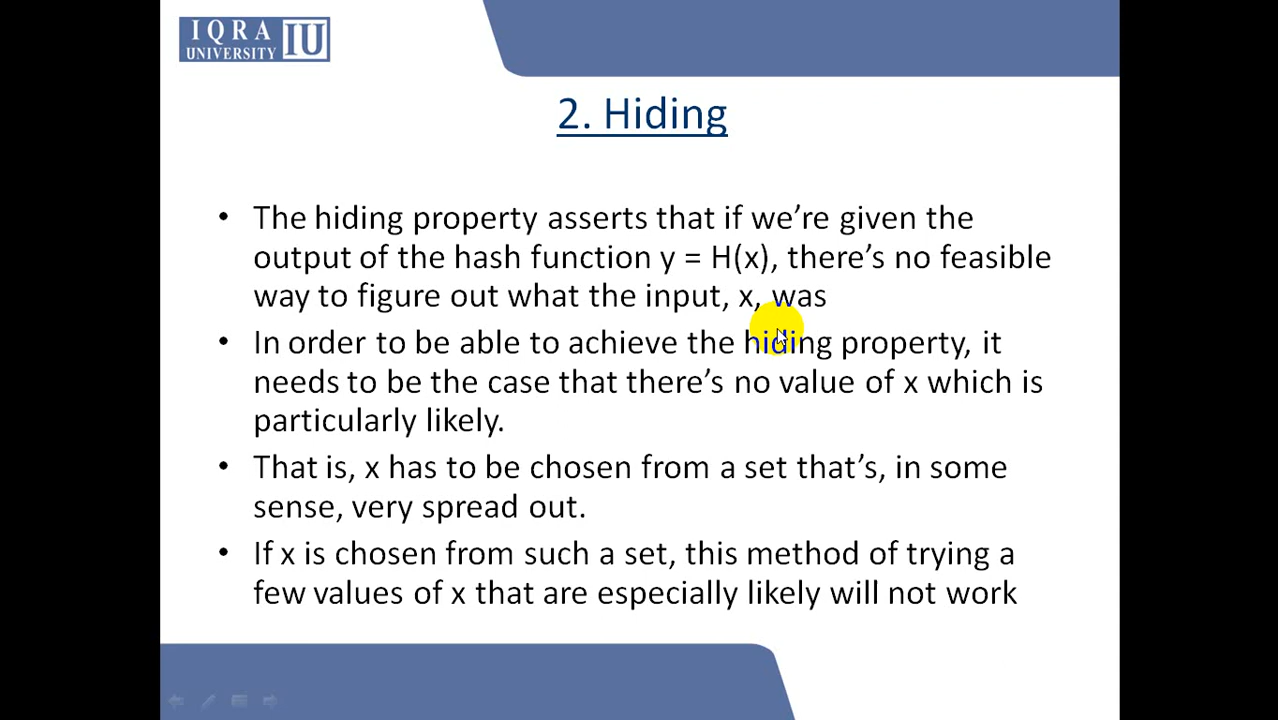 IQRA
UNIVERSITY
IU
2. Hiding
• The hiding property asserts that if we’re given the
output of the hash function y = H(x), there’s no feasible
way to figure out what the input, x, was
• In order to be able to achieve the hiding property, it
needs to be the case that there’s no value of x which is
particularly likely.
• That is, x has to be chosen from a set that’s, in some
sense, very spread out.
• If x is chosen from such a set, this method of trying a
few values of x that are especially likely will not work